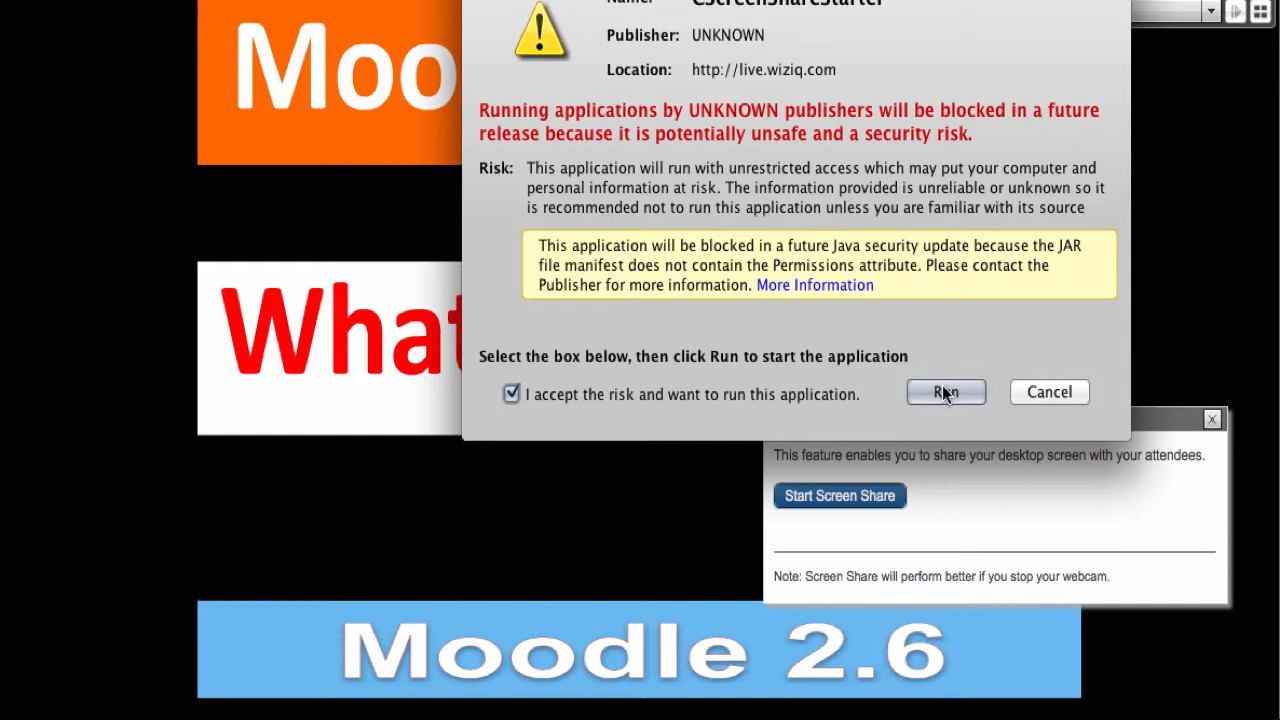 Moo
Name: CScreenShareStarter
Publisher: UNKNOWN
Location: http://live.wiziq.com
Running applications by UNKNOWN publishers will be blocked in a future
release because it is potentially unsafe and a security risk.
Risk: This application will run with unrestricted access which may put your computer and
personal information at risk. The information provided is unreliable or unknown so it
is recommended not to run this application unless you are familiar with its source
This application will be blocked in a future Java security update because the JAR
file manifest does not contain the Permissions attribute. Please contact the
Publisher for more information. More Information
What
Select the box below, then click Run to start the application
I accept the risk and want to run this application.
Run
Cancel
This feature enables you to share your desktop screen with your attendees.
Start Screen Share
Note: Screen Share will perform better if you stop your webcam.
Moodle 2.6